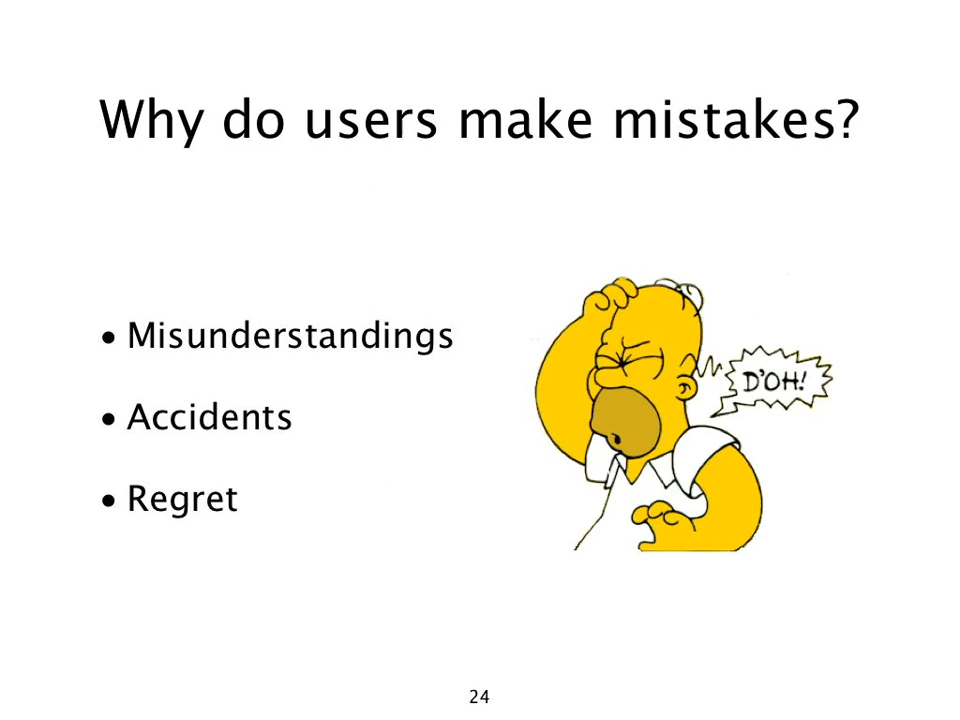 Why do users make mistakes?
• Misunderstandings
• Accidents
• Regret
D'OH!
24